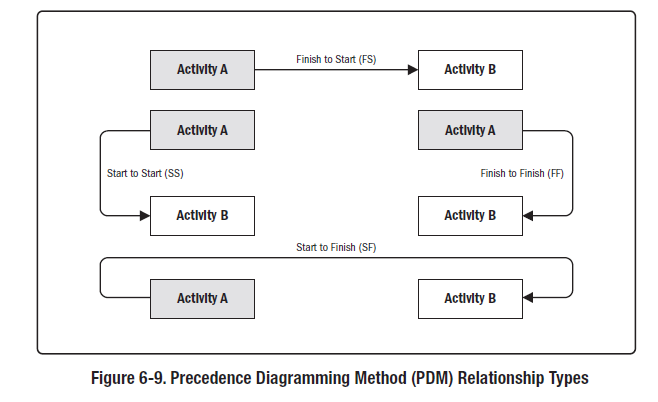 Activity A
Finish to Start (FS)
Activity B
Activity A
Activity A
Start to Start (SS)
Finish to Finish (FF)
Activity B
Activity B
Start to Finish (SF)
Activity A
Activity B
Figure 6-9. Precedence Diagramming Method (PDM) Relationship Types